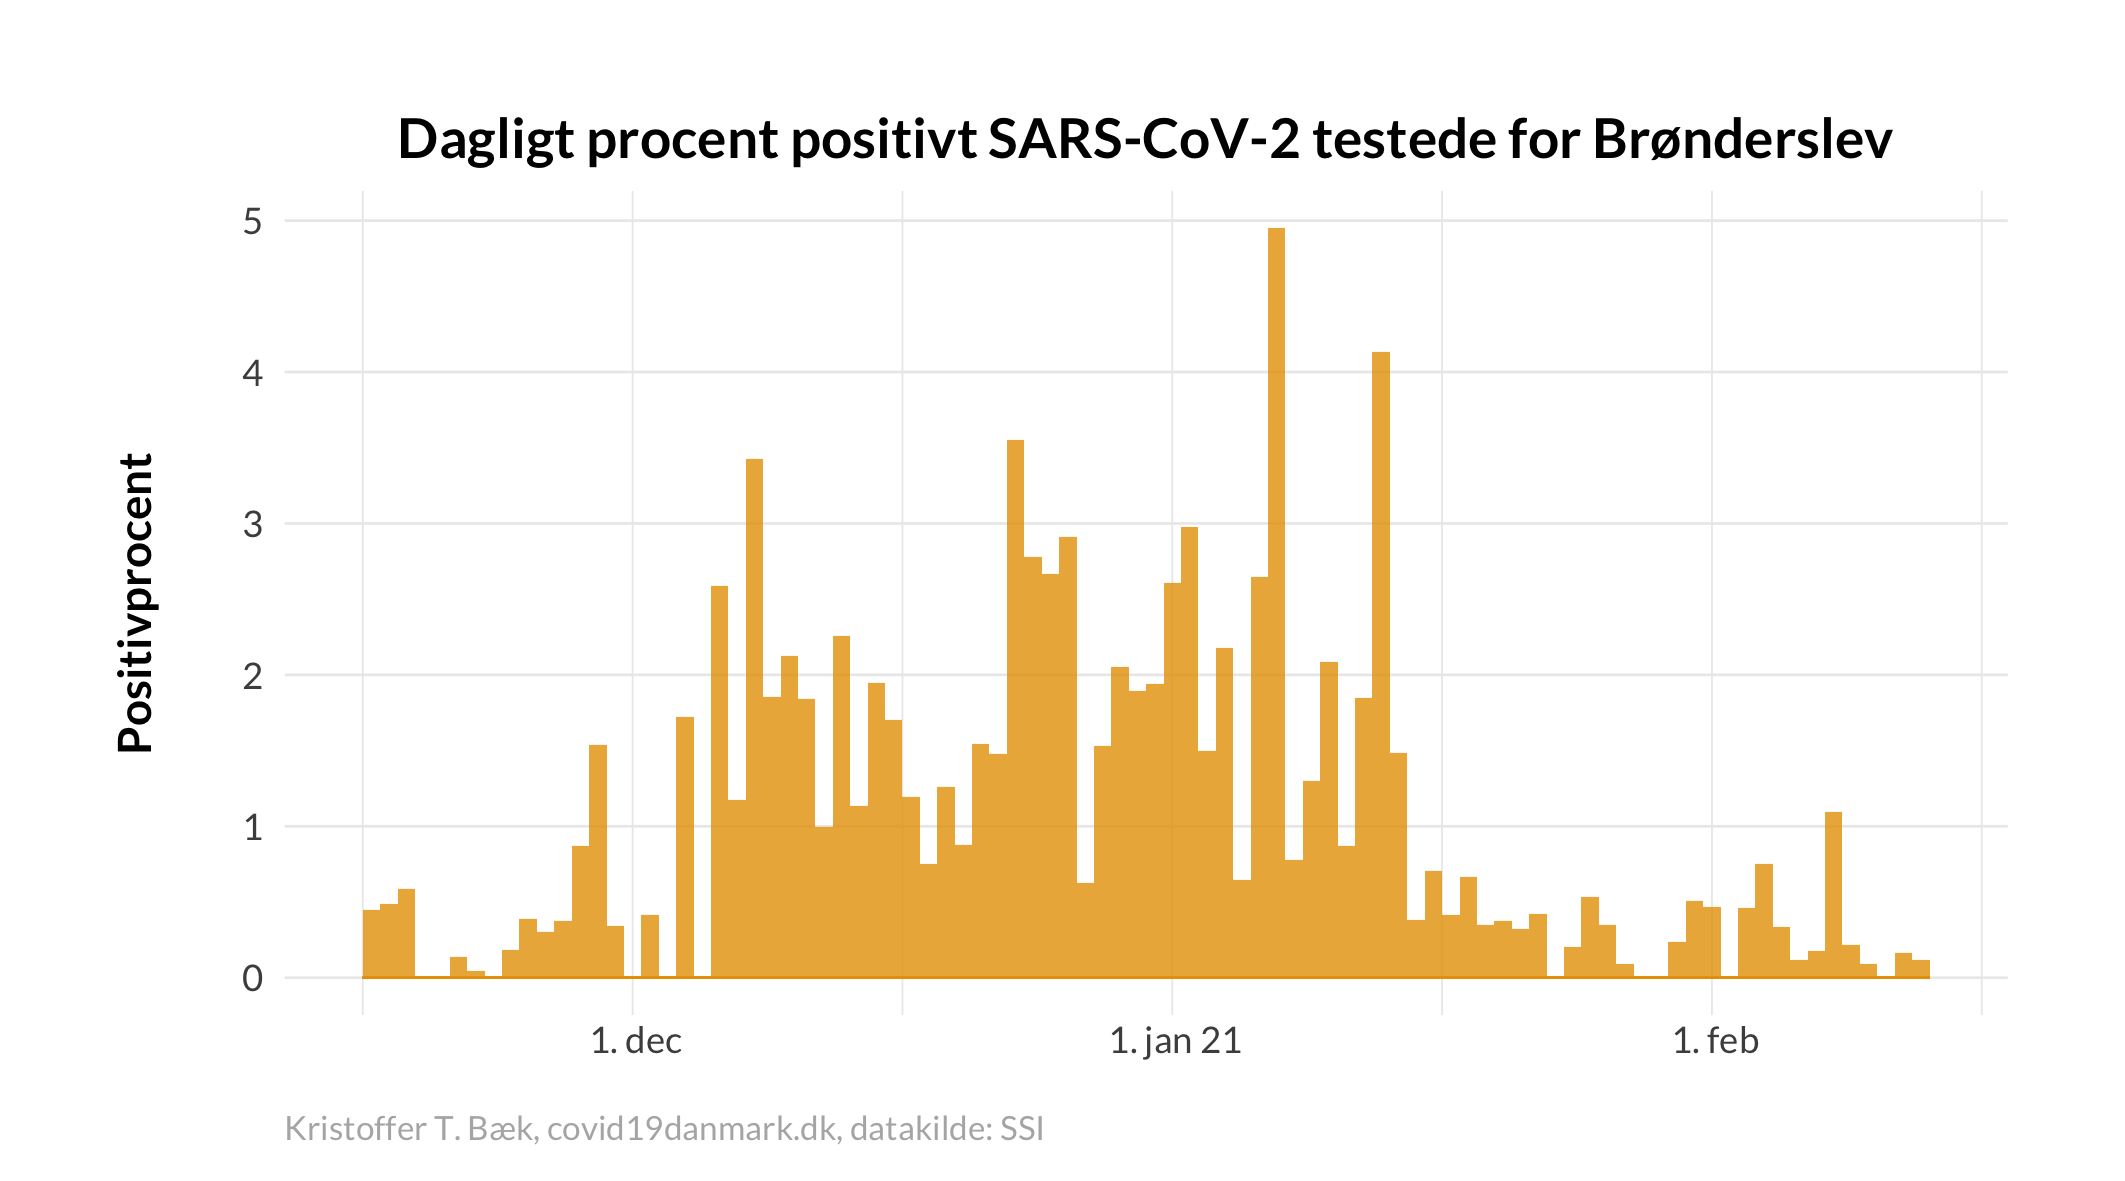 Dagligt procent positivt SARS-CoV-2 testede for Brønderslev
Positivprocent
5
4
3
2
1
0
1. dec
1. jan 21
1. feb
Kristoffer T. Bæk, covid19danmark.dk, datakilde: SSI